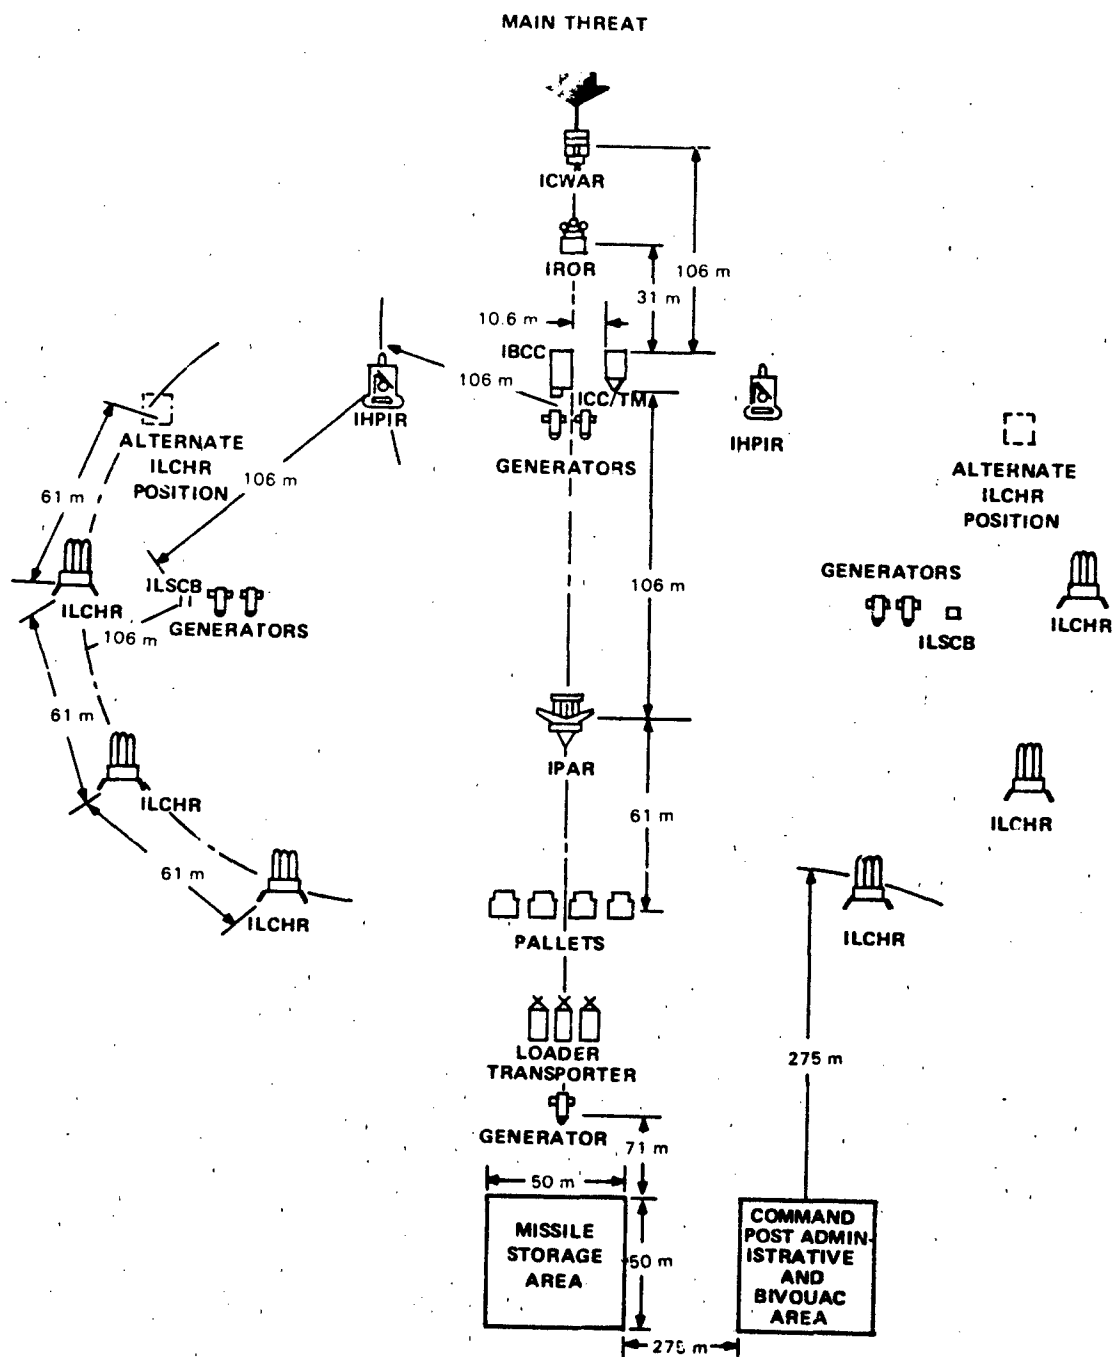 MAIN THREAT
ICWAR
IROR
106 m
31 m
10.6 m
IBCC
ICC/TM
106 m
IHPIR
IHPIR
GENERATORS
ALTERNATE
ILCHR
POSITION
ALTERNATE
ILCHR
POSITION
106 m
61 m
106 m
ILSCB
GENERATORS
ILCHR
106 m
GENERATORS
ILSCB
ILCHR
61 m
IPAR
ILCHR
61 m
ILCHR
61 m
ILCHR
PALLETS
ILCHR
LOADER
TRANSPORTER
275 m
GENERATOR
71 m
50 m
MISSILE
STORAGE
AREA
50 m
COMMAND
POST ADMIN-
ISTRATIVE
AND
BIVOUAC
AREA
275 m